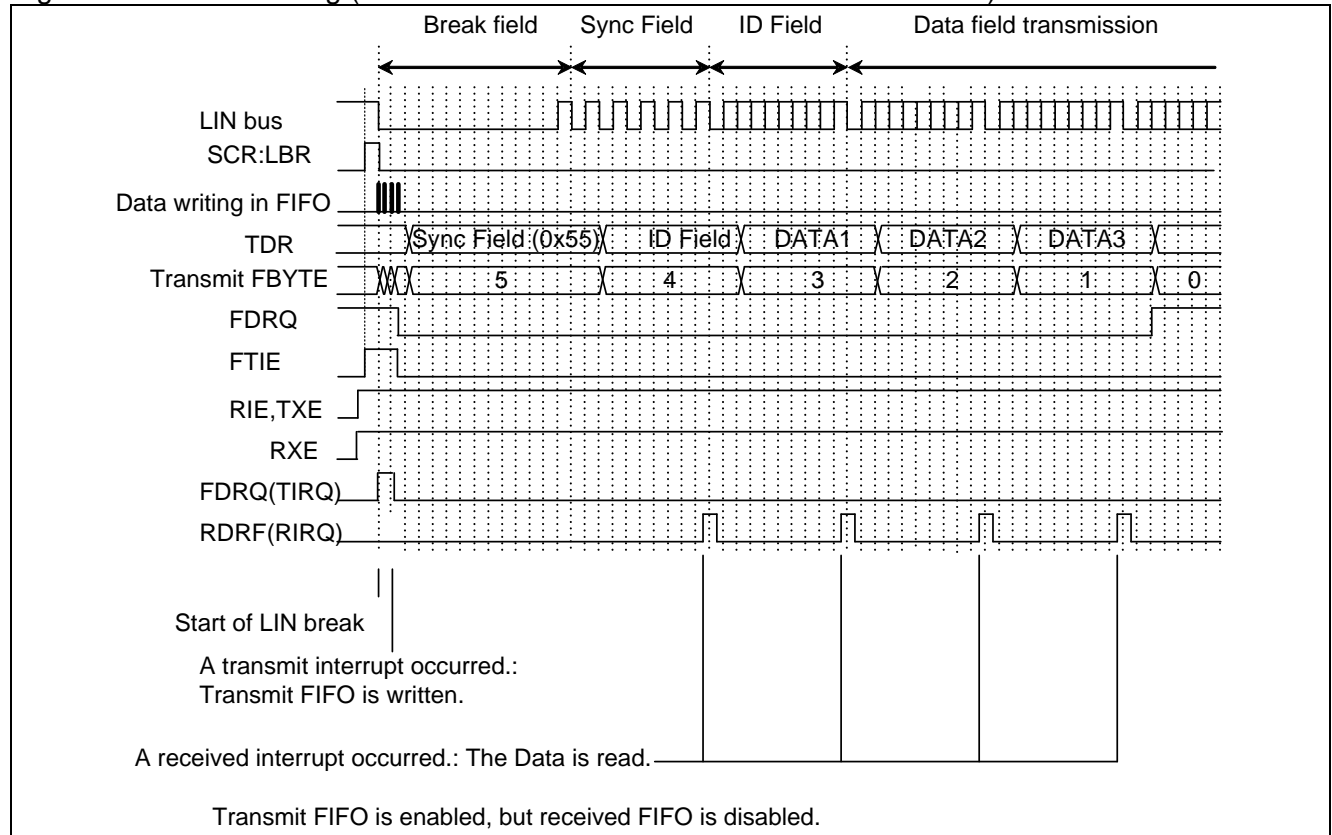 Break field Sync Field ID Field Data field transmission
LIN bus
SCR:LBR
Data writing in FIFO
TDR Sync Field (0x55) ID Field DATA1 DATA2 DATA3
Transmit FBYTE 5 4 3 2 1 0
FDRQ
FTIE
RIE,TXE
RXE
FDRQ(TIRQ)
RDRF(RIRQ)
Start of LIN break
A transmit interrupt occurred.:
Transmit FIFO is written.
A received interrupt occurred.: The Data is read.
Transmit FIFO is enabled, but received FIFO is disabled.